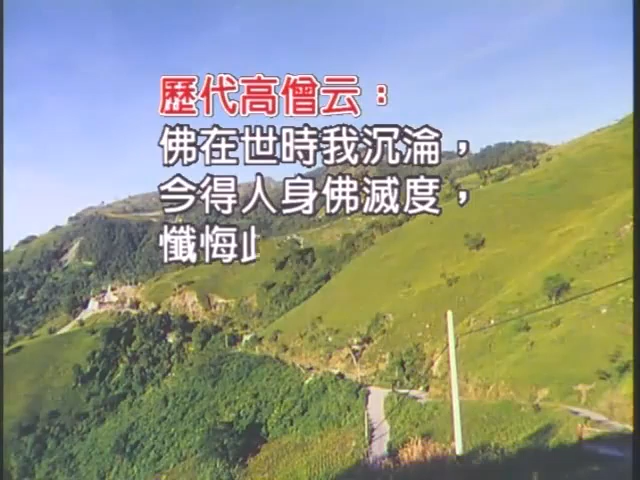 歷代高僧云：
佛在世時我沉淪，
今得人身佛滅度，
懺悔